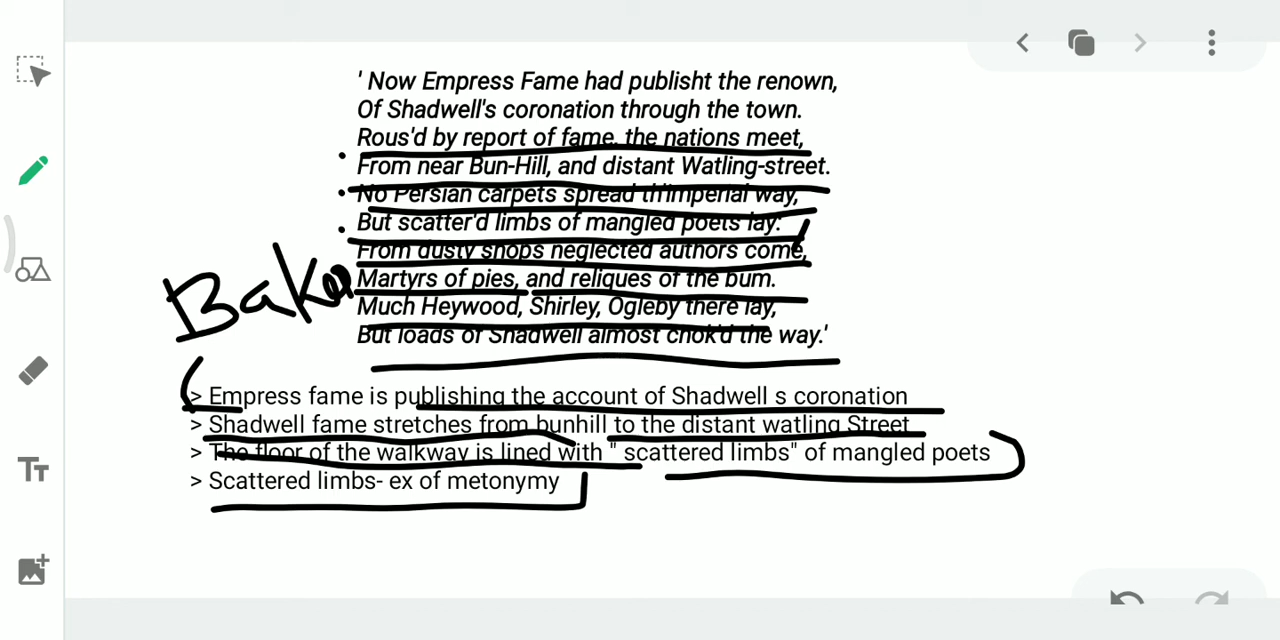 ' Now Empress Fame had publisht the renown,
Of Shadwell's coronation through the town.
Rous'd by report of fame, the nations meet,
From near Bun-Hill, and distant Watling-street.
No Persian carpets spread th'imperial way,
But scatter'd limbs of mangled poets lay:
From dusty shops neglected authors come,
Martyrs of pies, and reliques of the bum.
Much Heywood, Shirley, Ogleby there lay,
But loads of Shadwell almost chok'd the way.'
> Empress fame is publishing the account of Shadwell s coronation
> Shadwell fame stretches from bunhill to the distant watling Street
> The floor of the walkway is lined with " scattered limbs" of mangled poets
> Scattered limbs- ex of metonymy
TT